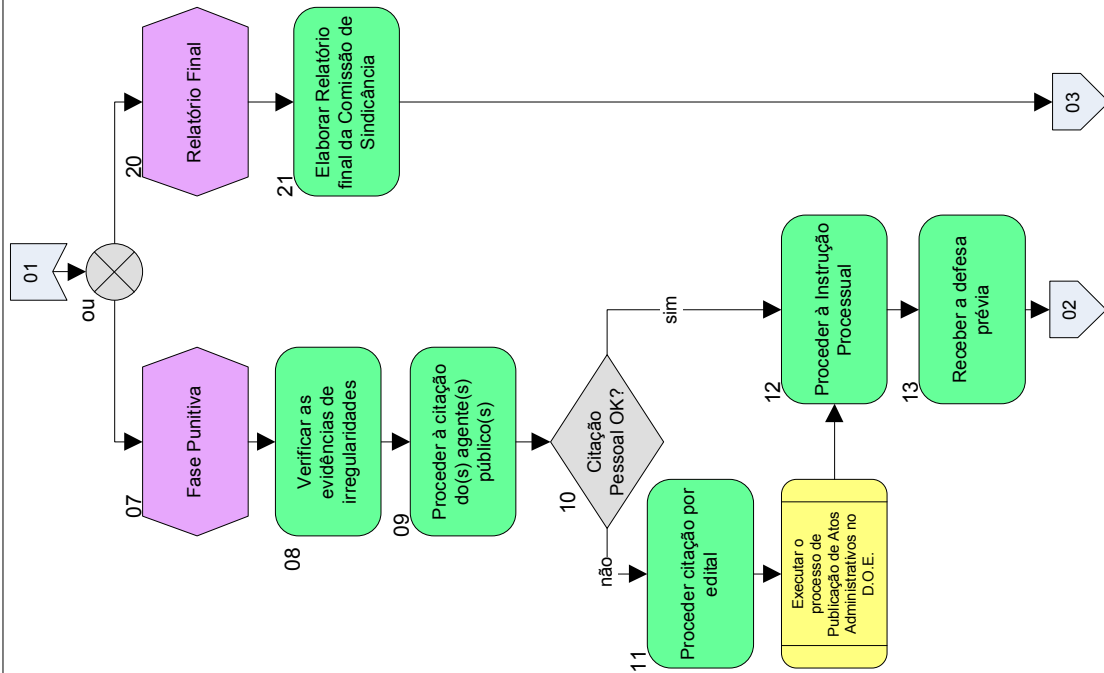 01
ou
07
Fase Punitiva
08
Verificar as
evidências de
irregularidades
09
Proceder à citação
do(s) agente(s)
público(s)
10
Citação
Pessoal OK?
não
sim
11
Proceder citação por
edital
Executar o
processo de
Publicação de Atos
Administrativos no
D.O.E.
12
Proceder à Instrução
Processual
13
Receber a defesa
prévia
02
20
Relatório Final
21
Elaborar Relatório
final da Comissão de
Sindicância
03